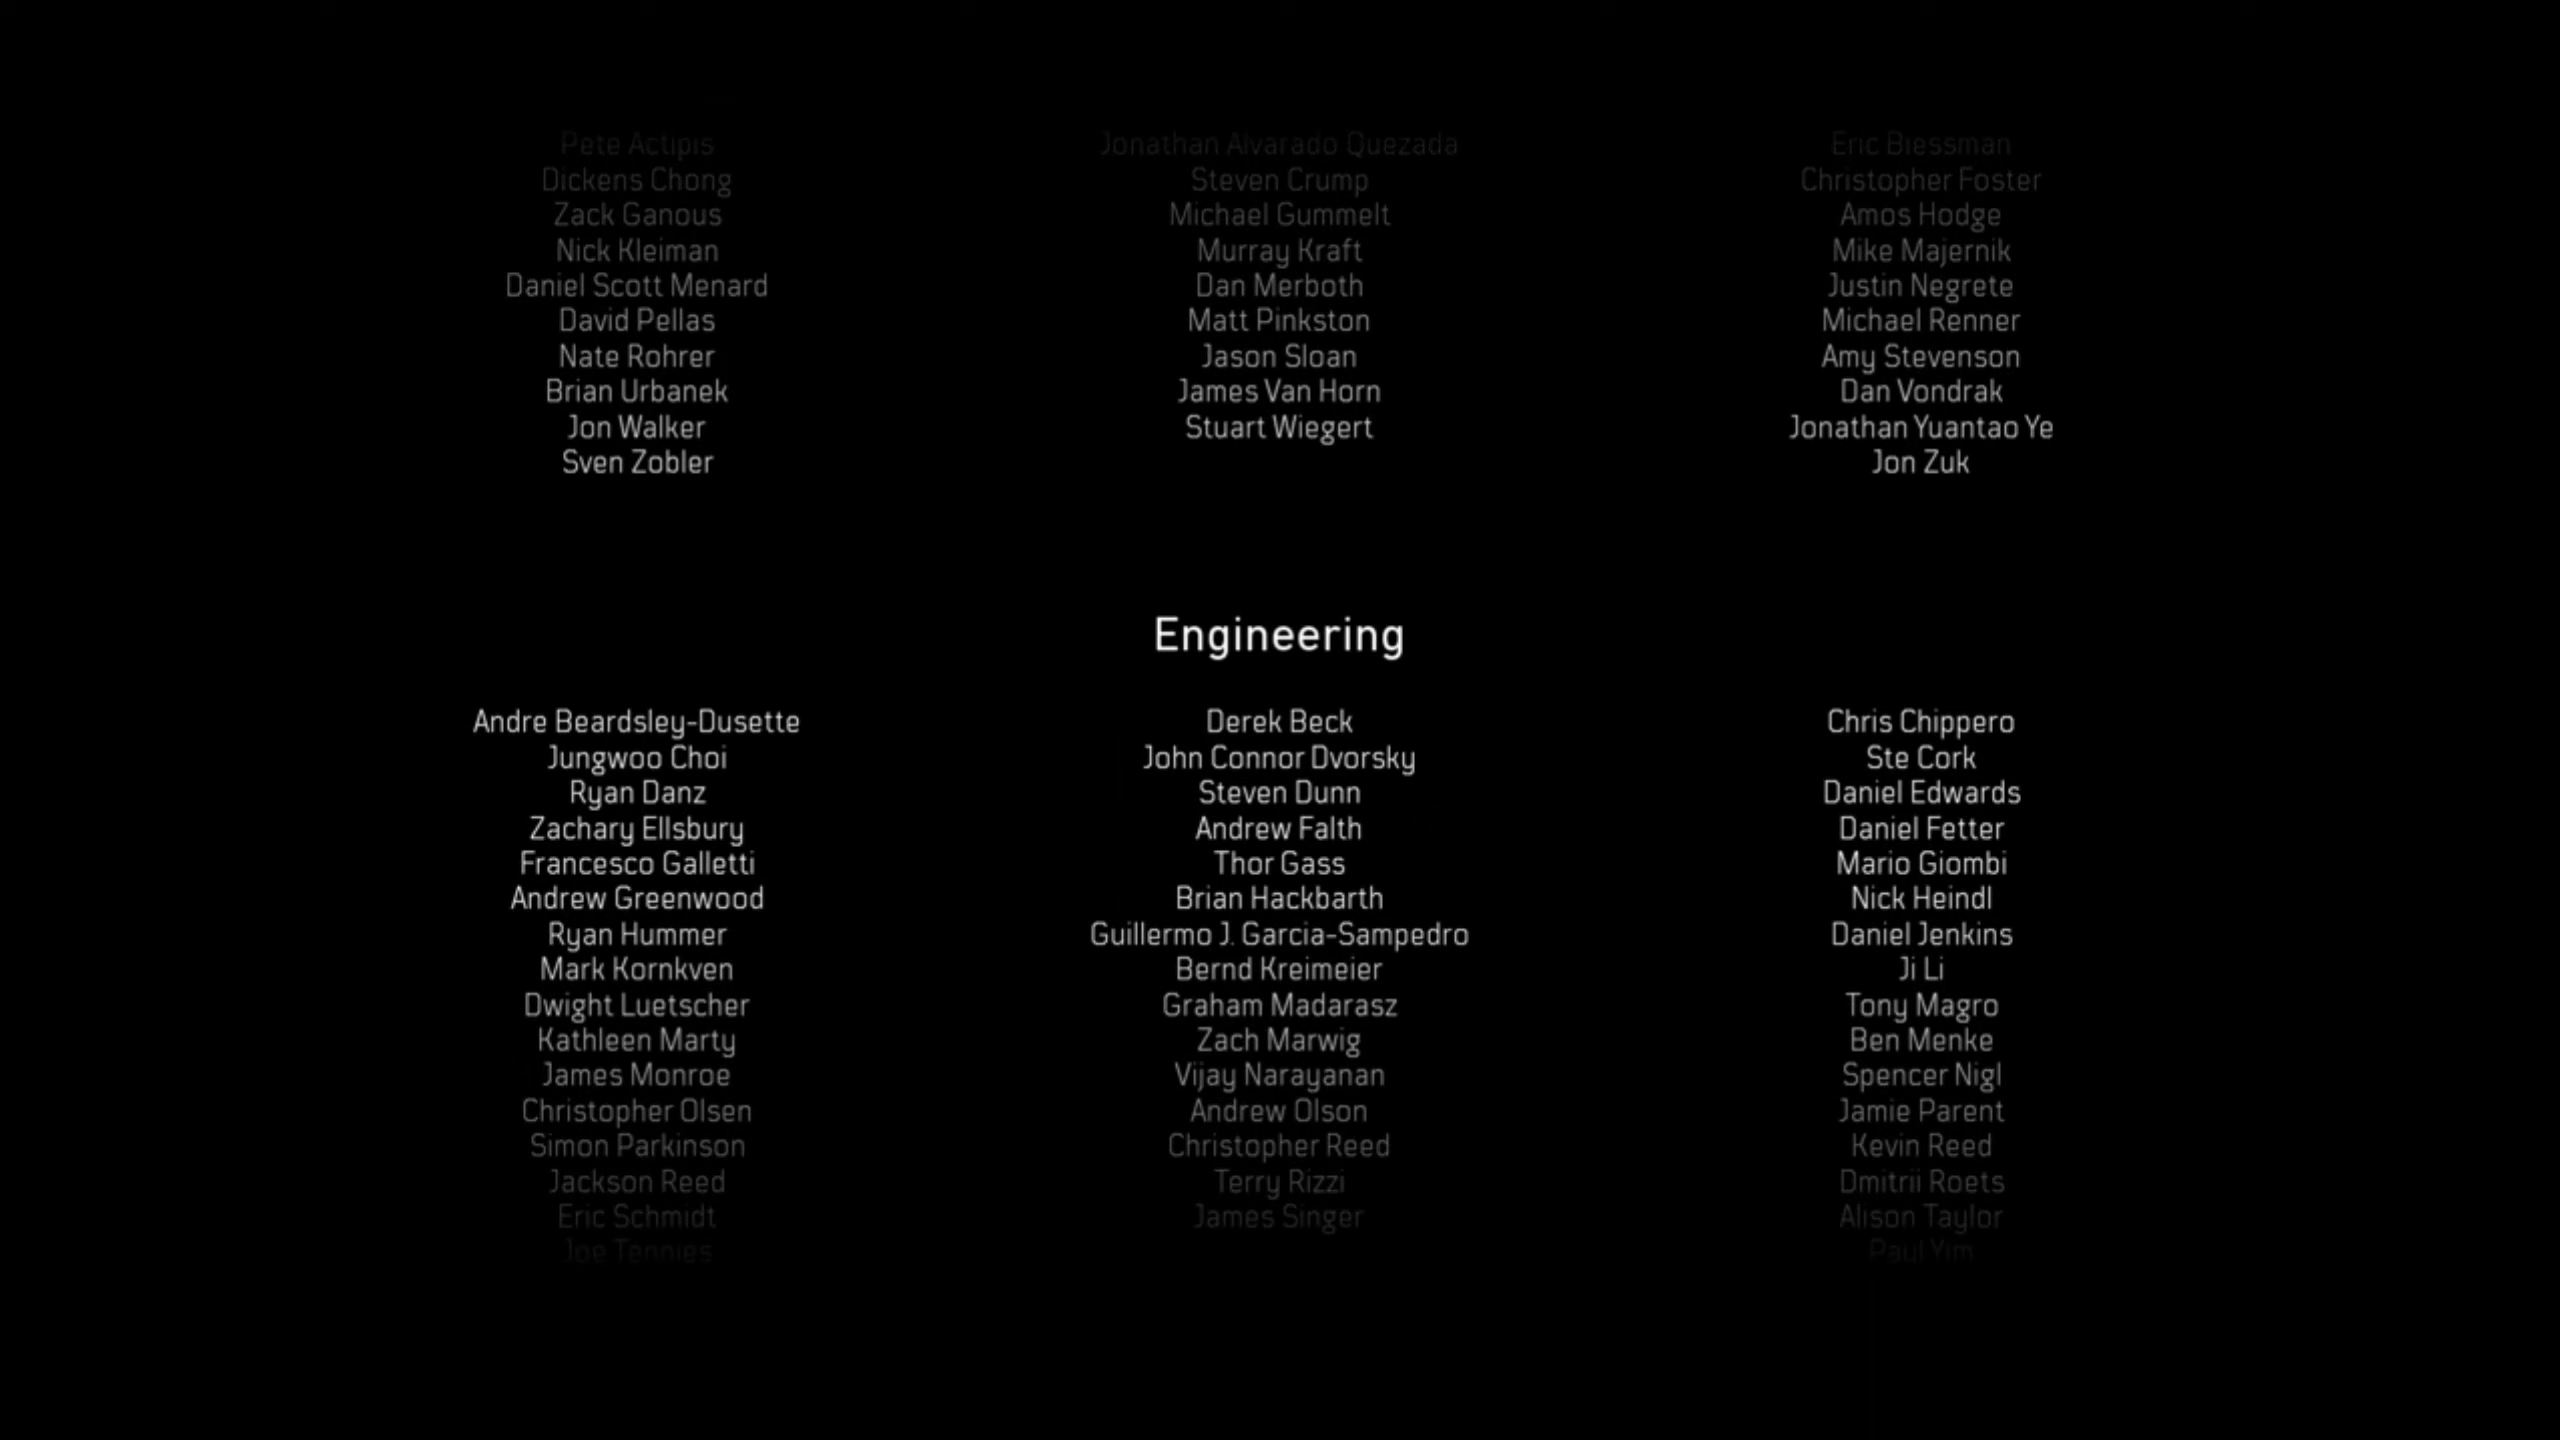 Pete Actipis Jonathan Alvarado Quezada Eric Biessman
Dickens Chong Steven Crump Christopher Foster
Zack Ganous Michael Gummelt Amos Hodge
Nick Kleiman Murray Kraft Mike Majernik
Daniel Scott Menard Dan Merboth Justin Negrete
David Pellas Matt Pinkston Michael Renner
Nate Rohrer Jason Sloan Amy Stevenson
Brian Urbanek James Van Horn Dan Vondrak
Jon Walker Stuart Wiegert Jonathan Yuantao Ye
Sven Zobler Jon Zuk
Engineering
Andre Beardsley-Dusette Derek Beck Chris Chippero
Jungwoo Choi John Connor Dvorsky Ste Cork
Ryan Danz Steven Dunn Daniel Edwards
Zachary Ellsbury Andrew Falth Daniel Fetter
Francesco Galletti Thor Gass Mario Giombi
Andrew Greenwood Brian Hackbarth Nick Heindl
Ryan Hummer Guillermo J. Garcia-Sampedro Daniel Jenkins
Mark Kornkven Bernd Kreimeier Ji Li
Dwight Luetscher Graham Madarasz Tony Magro
Kathleen Marty Zach Marwig Ben Menke
James Monroe Vijay Narayanan Spencer Nigl
Christopher Olsen Andrew Olson Jamie Parent
Simon Parkinson Christopher Reed Kevin Reed
Jackson Reed Terry Rizzi Dmitrii Roets
Eric Schmidt James Singer Alison Taylor
Joe Tennies Paul Yim